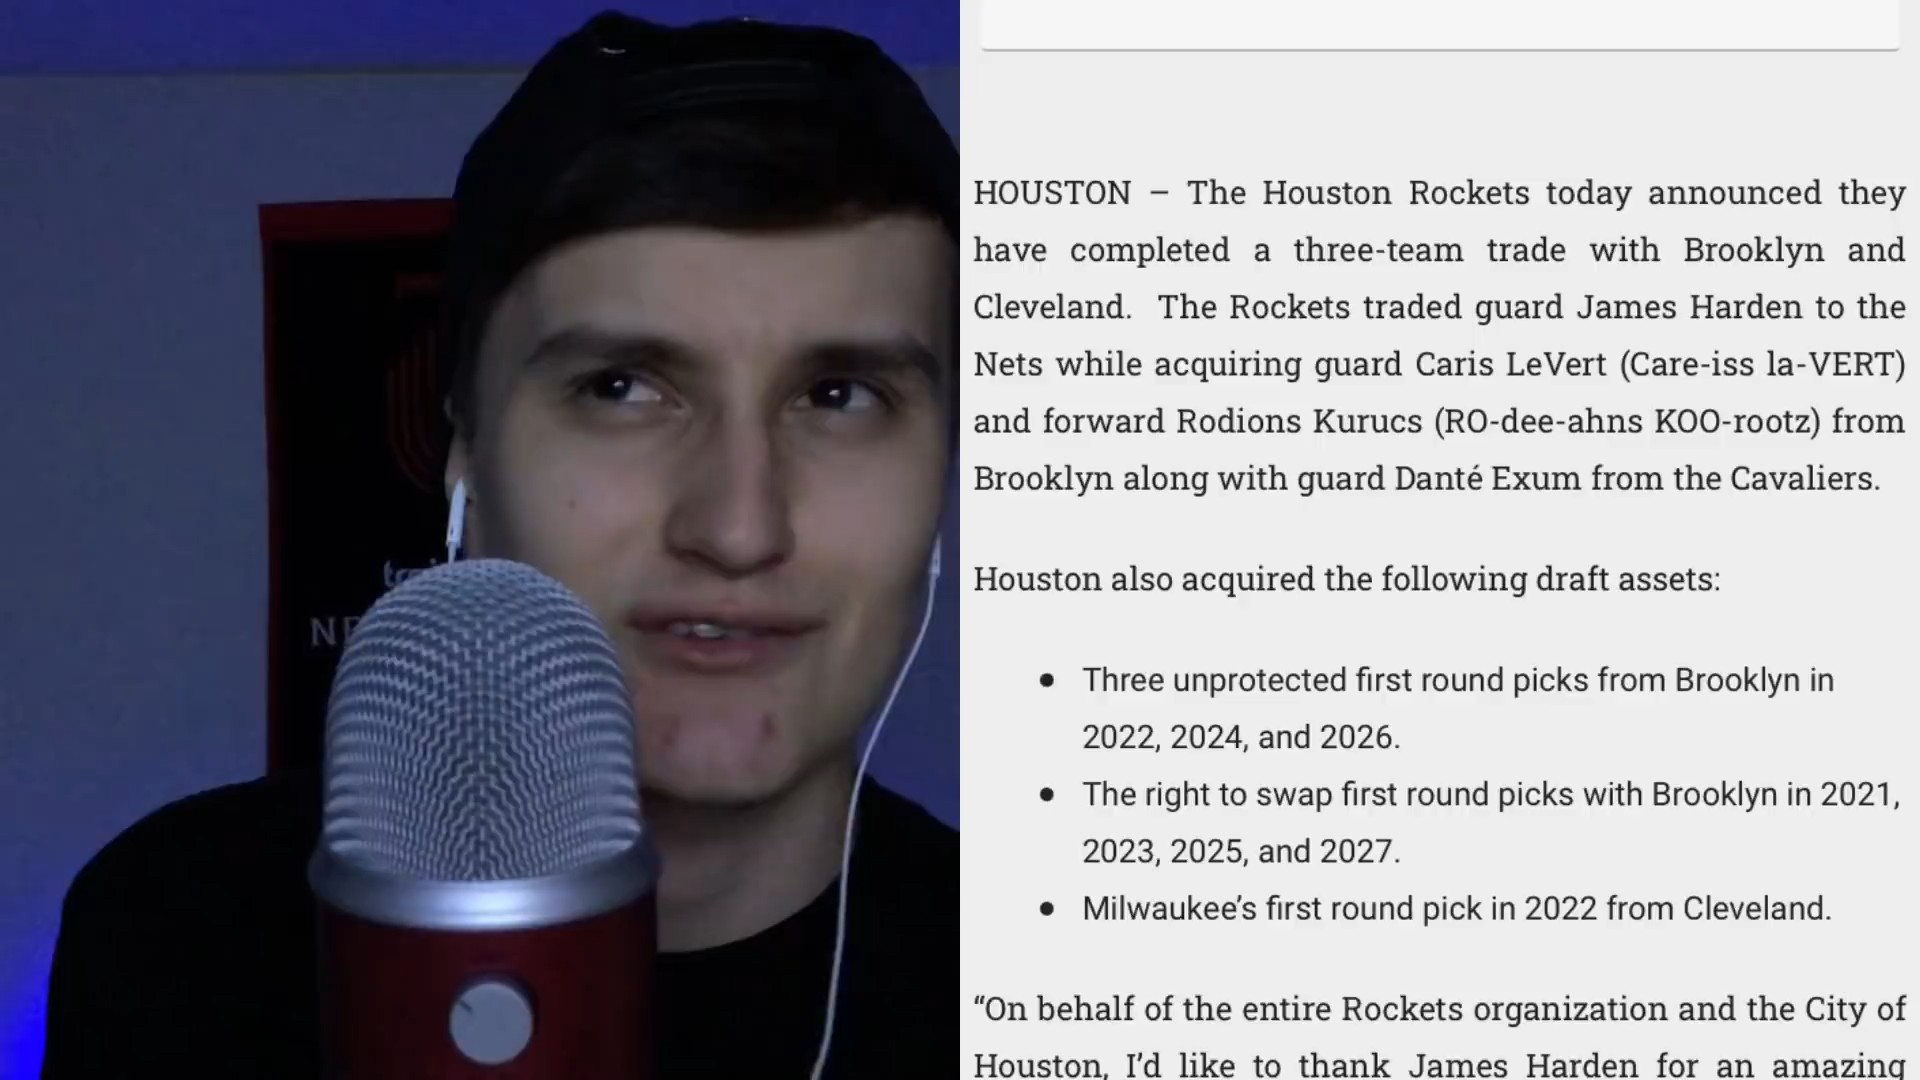 HOUSTON – The Houston Rockets today announced they
have completed a three-team trade with Brooklyn and
Cleveland. The Rockets traded guard James Harden to the
Nets while acquiring guard Caris LeVert (Care-iss la-VERT)
and forward Rodions Kurucs (RO-dee-ahns KOO-rootz) from
Brooklyn along with guard Danté Exum from the Cavaliers.
Houston also acquired the following draft assets:
• Three unprotected first round picks from Brooklyn in
2022, 2024, and 2026.
• The right to swap first round picks with Brooklyn in 2021,
2023, 2025, and 2027.
• Milwaukee’s first round pick in 2022 from Cleveland.
“On behalf of the entire Rockets organization and the City of
Houston, I’d like to thank James Harden for an amazing